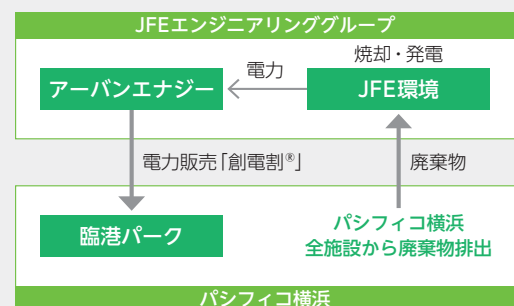 JFEエンジニアリンググループ
焼却・発電
アーバンエナジー
電力
JFE環境
電力販売「創電割®」
廃棄物
臨港パーク
パシフィコ横浜
全施設から廃棄物排出
パシフィコ横浜